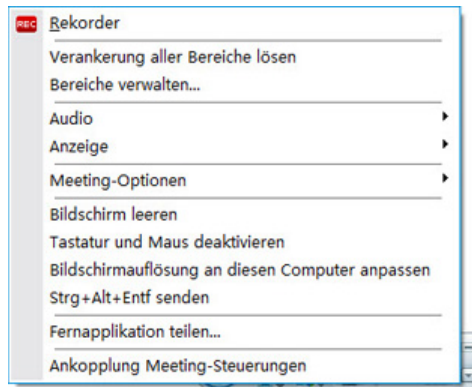 REC Rekorder
Verankerung aller Bereiche lösen
Bereiche verwalten...
Audio
Anzeige
Meeting-Optionen
Bildschirm leeren
Tastatur und Maus deaktivieren
Bildschirmauflösung an diesen Computer anpassen
Strg+Alt+Entf senden
Fernapplikation teilen...
Ankopplung Meeting-Steuerungen